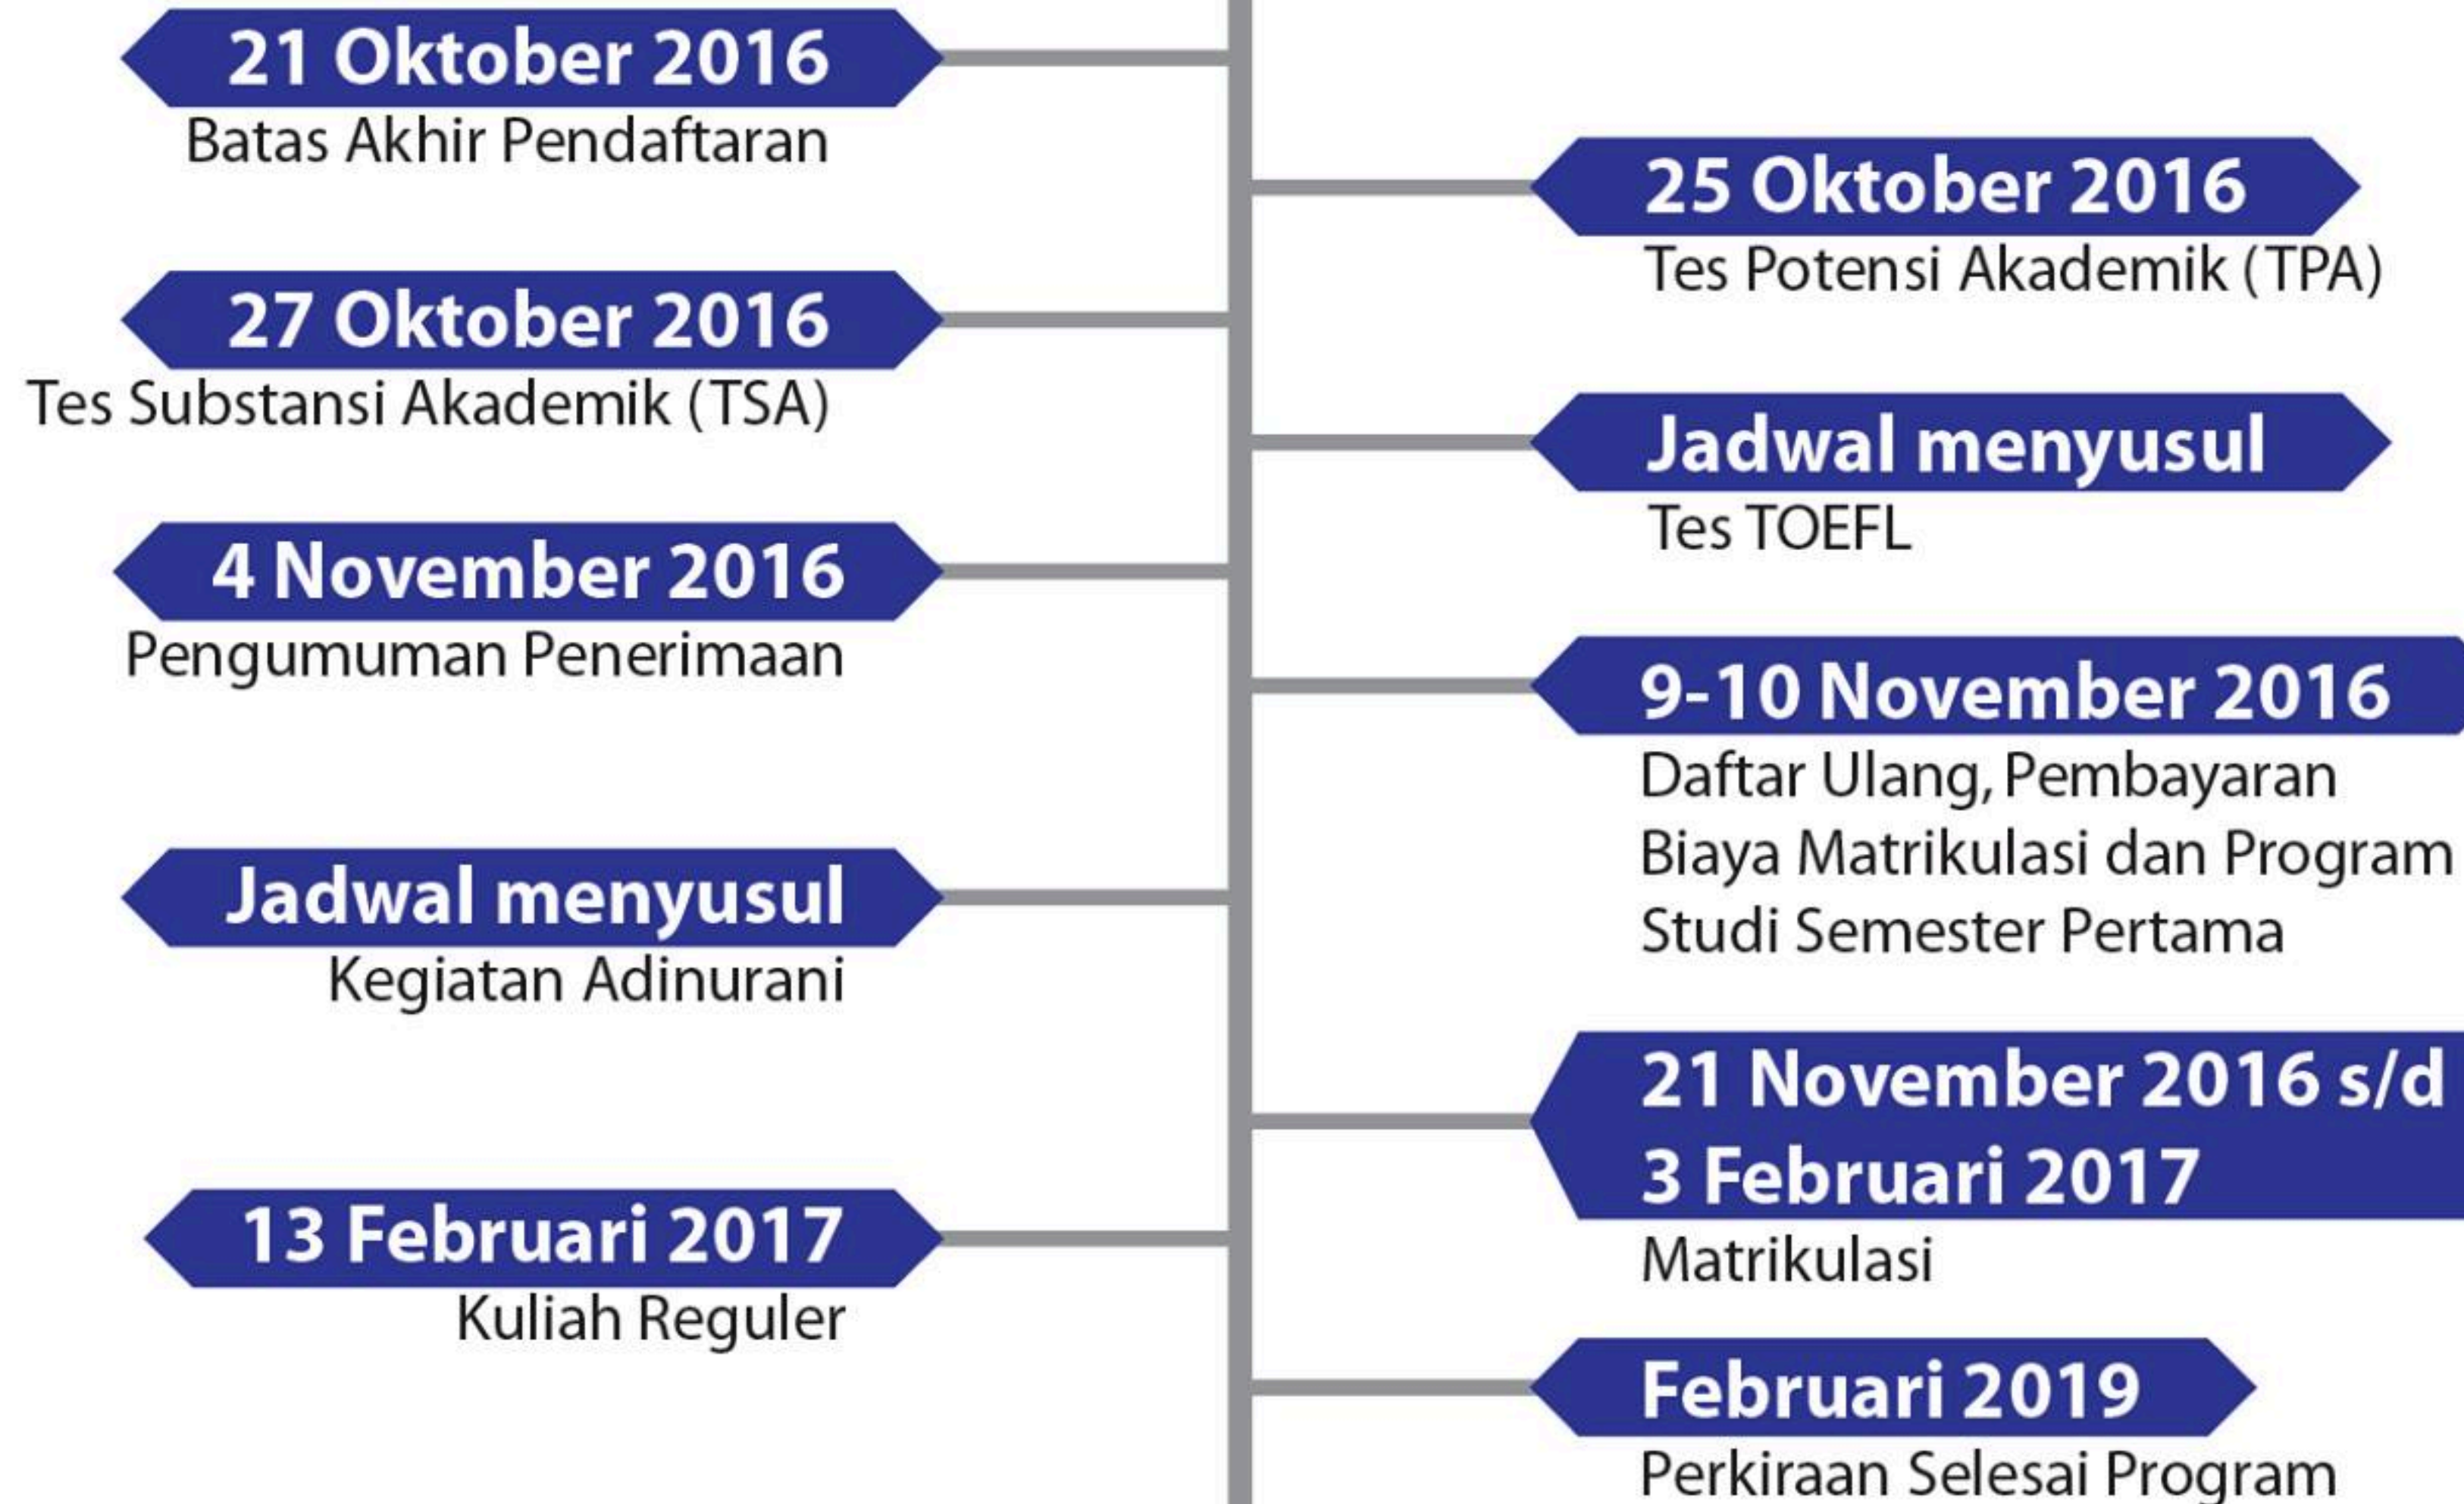 21 Oktober 2016
Batas Akhir Pendaftaran
25 Oktober 2016
Tes Potensi Akademik (TPA)
27 Oktober 2016
Tes Substansi Akademik (TSA)
Jadwal menyusul
Tes TOEFL
4 November 2016
Pengumuman Penerimaan
9-10 November 2016
Daftar Ulang, Pembayaran
Biaya Matrikulasi dan Program
Studi Semester Pertama
Jadwal menyusul
Kegiatan Adinurani
21 November 2016 s/d
3 Februari 2017
Matrikulasi
13 Februari 2017
Kuliah Reguler
Februari 2019
Perkiraan Selesai Program